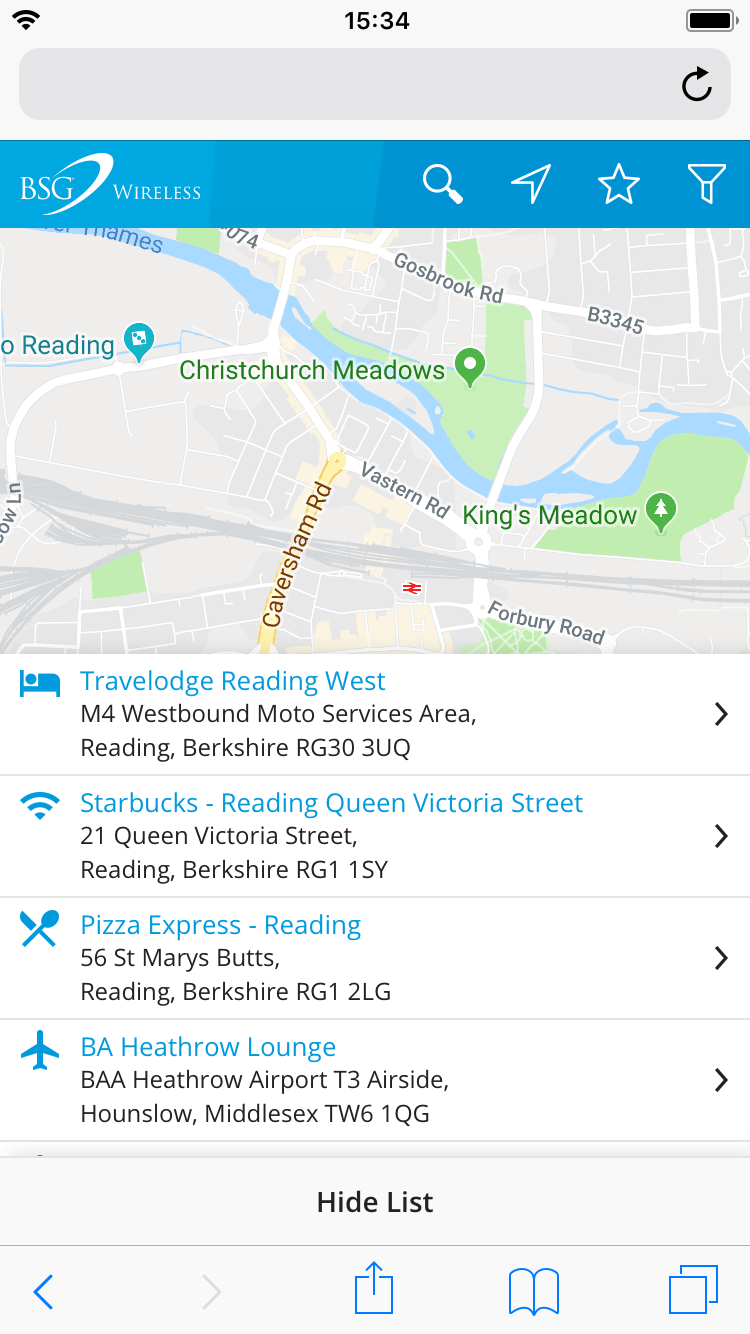 15:34
BSG WIRELESS
Thames
Gosbrook Rd
B3345
o Reading
Christchurch Meadows
Vastern Rd
King's Meadow
Caversham Rd
Forbury Road
Travelodge Reading West
M4 Westbound Moto Services Area,
Reading, Berkshire RG30 3UQ
Starbucks - Reading Queen Victoria Street
21 Queen Victoria Street,
Reading, Berkshire RG1 1SY
Pizza Express - Reading
56 St Marys Butts,
Reading, Berkshire RG1 2LG
BA Heathrow Lounge
BAA Heathrow Airport T3 Airside,
Hounslow, Middlesex TW6 1QG
Hide List